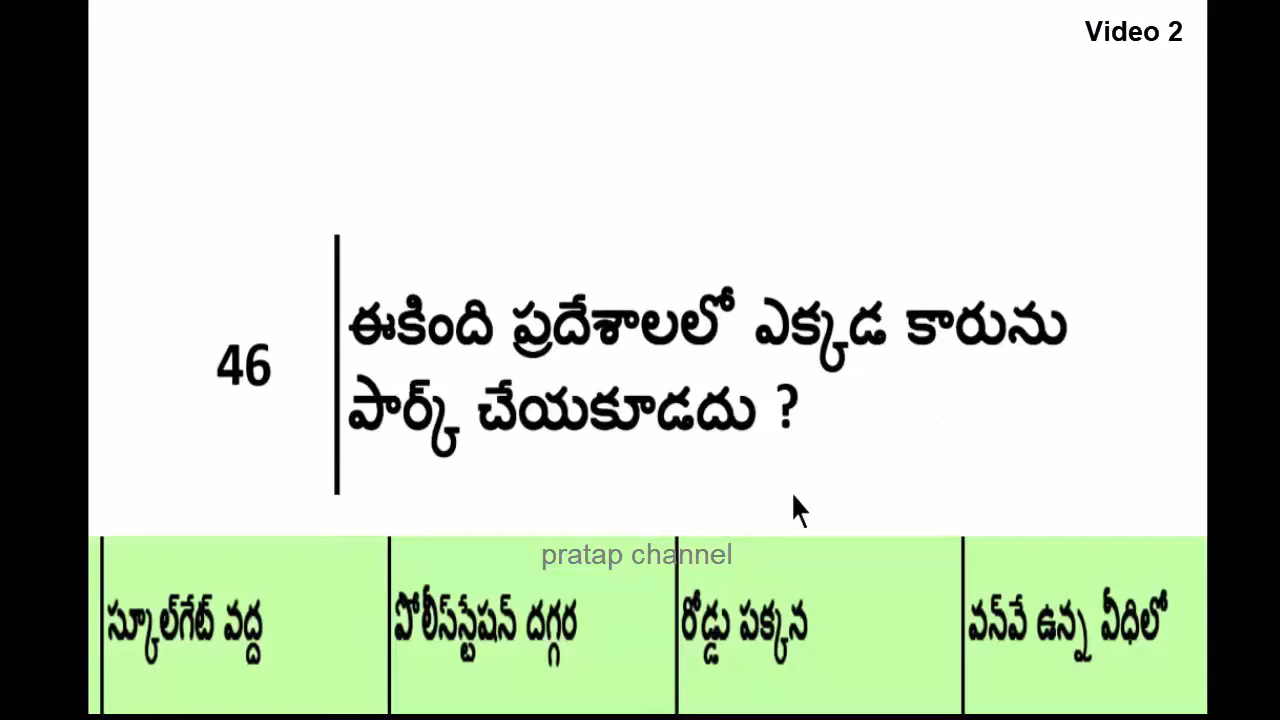 Video 2
46
ఈకింది ప్రదేశాలలో ఎక్కడ కారును
పార్క్ చేయకూడదు ?
pratap channel
స్కూల్‌గేట్ వద్ద
పోలీస్‌స్టేషన్ దగ్గర
రోడ్డు పక్కన
వన్‌వే ఉన్న వీధిలో